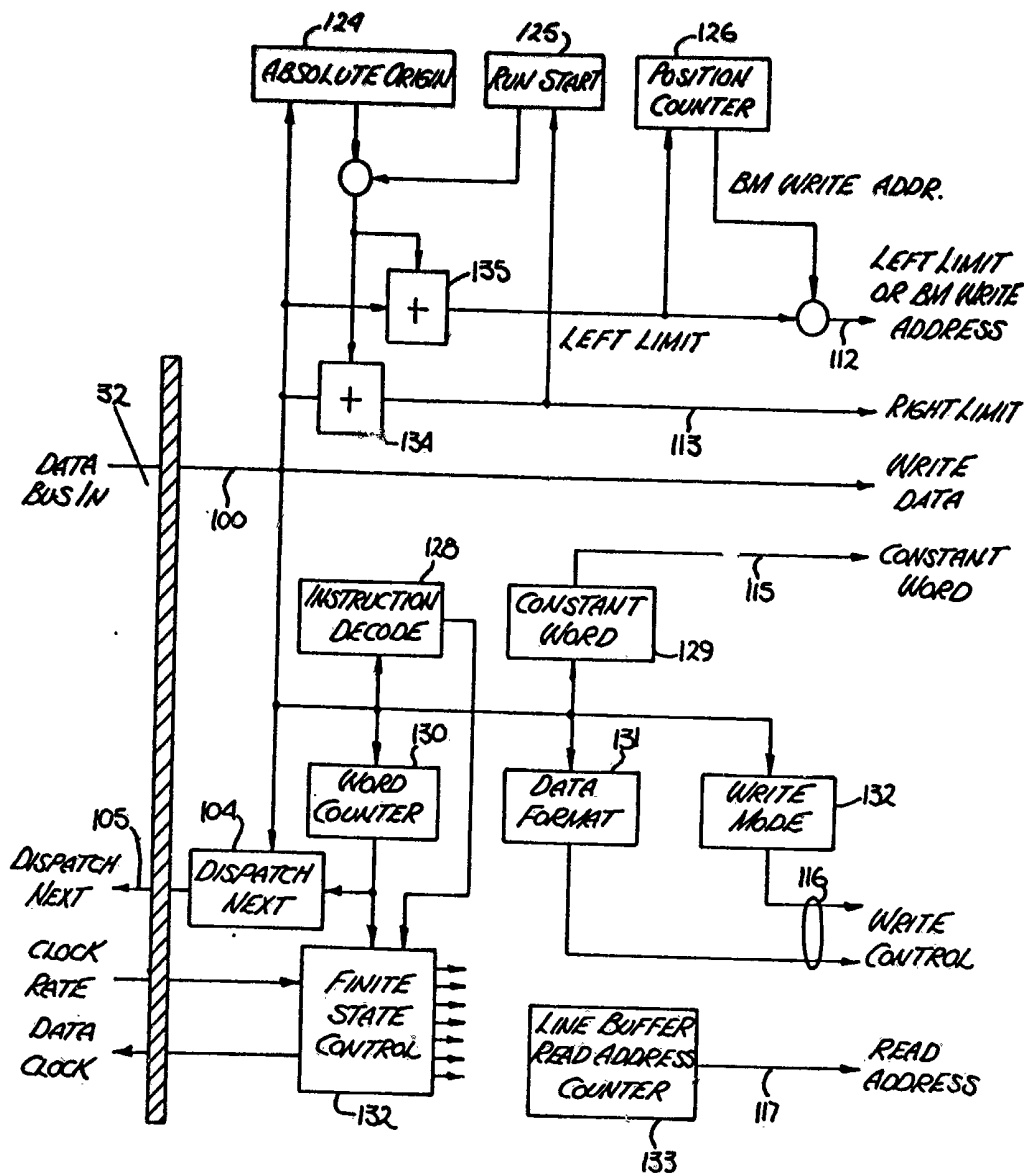 124
ABSOLUTE ORIGIN
125
RUN START
126
POSITION
COUNTER
BM WRITE ADDR.
135
+
LEFT LIMIT
LEFT LIMIT
OR BM WRITE
ADDRESS
112
+
134
113
RIGHT LIMIT
32
DATA
BUS IN
100
WRITE
DATA
128
INSTRUCTION
DECODE
CONSTANT
WORD
129
115
CONSTANT
WORD
130
WORD
COUNTER
131
DATA
FORMAT
WRITE
MODE
132
105
104
DISPATCH
NEXT
DISPATCH
NEXT
116
WRITE
CONTROL
CLOCK
RATE
DATA
CLOCK
FINITE
STATE
CONTROL
132
LINE BUFFER
READ ADDRESS
COUNTER
133
117
READ
ADDRESS